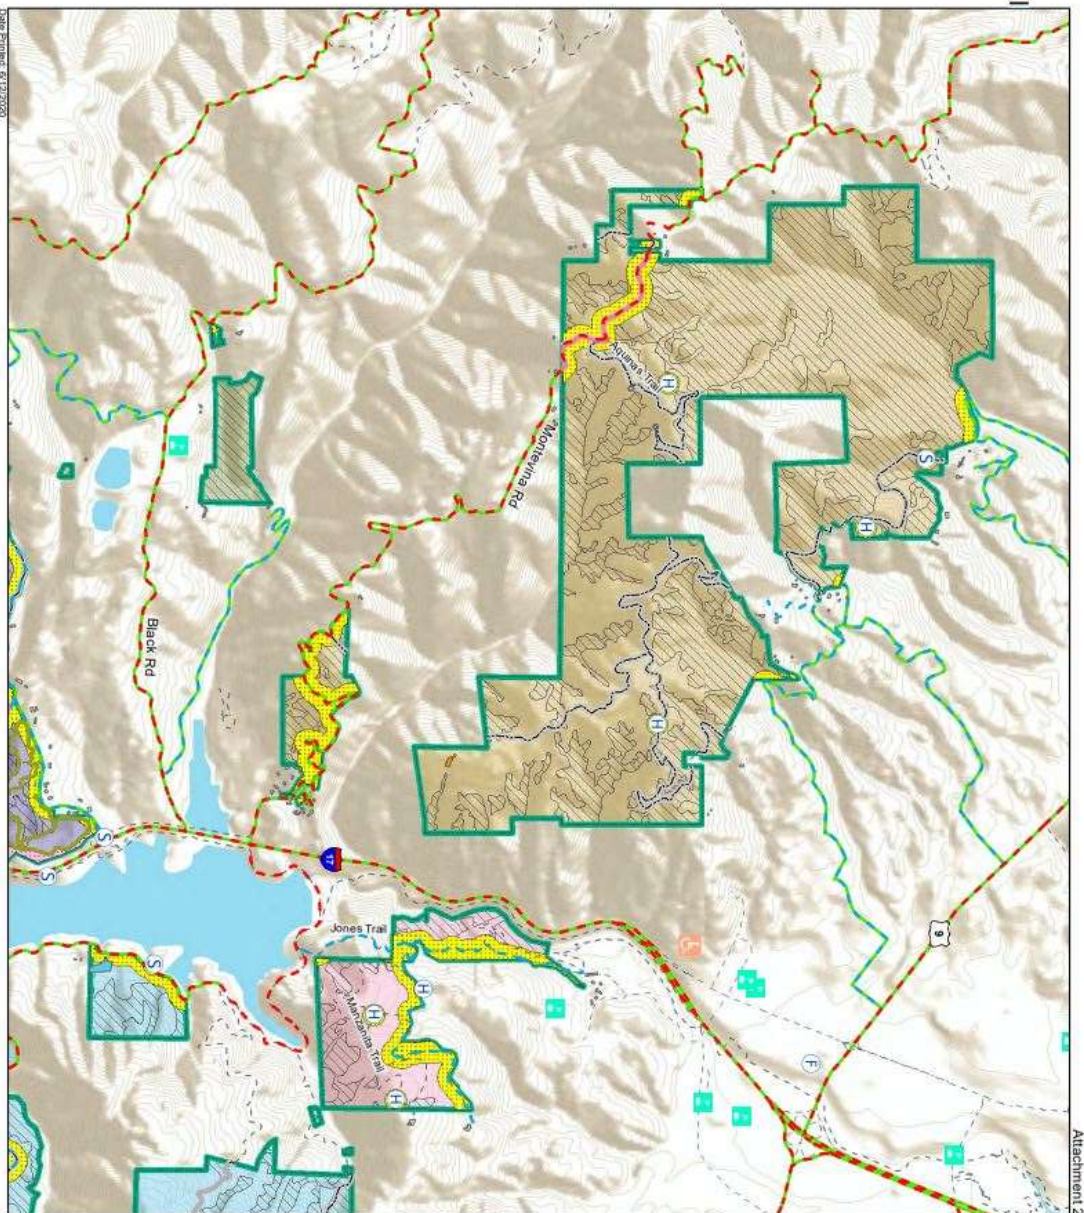 Attachment 2
Date Printed: 6/12/2020
Aquinas Trail
H
S
H
Montevina Rd
Black Rd
H
17
9
S
S
Jones Trail
S
H
H
Manzanita Trail
H
F